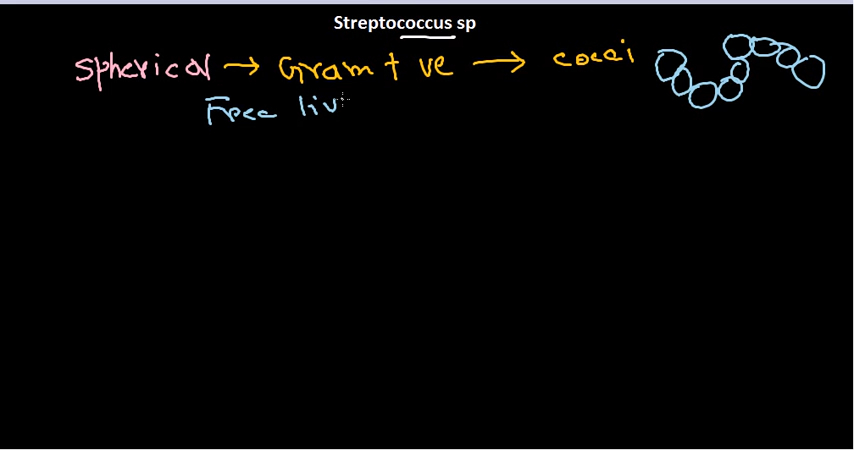 Streptococcus sp
Spherical → Gram + ve → cocci
Free liv